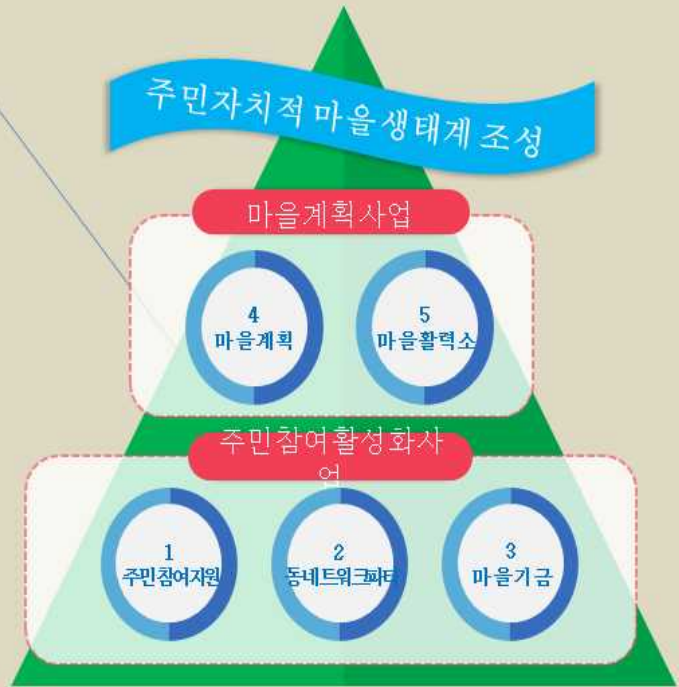 주민자치적 마을생태계 조성
마을계획사업
4
마을계획
5
마을활력소
주민참여활성화사
업
1
주민참여지원
2
동네트워크파티
3
마을기금